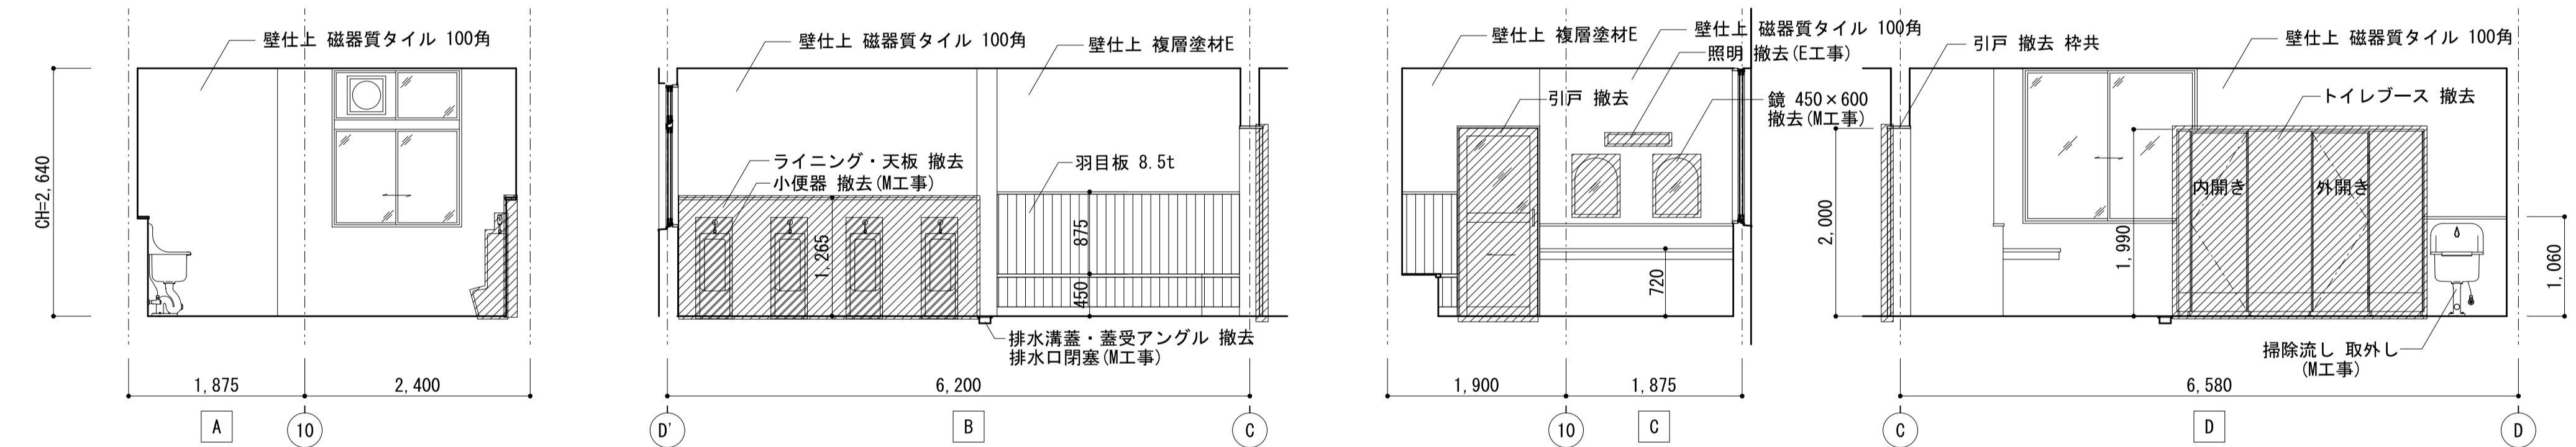 壁仕上 磁器質タイル 100角
CH=2,640
1,875
2,400
A
10
壁仕上 磁器質タイル 100角
壁仕上 複層塗材E
ライニング・天板 撤去
小便器 撤去(M工事)
羽目板 8.5t
1,265
875
450
排水溝蓋・蓋受アングル 撤去
排水口閉塞(M工事)
6,200
D'
B
C
壁仕上 複層塗材E
壁仕上 磁器質タイル 100角
照明 撤去(E工事)
引戸 撤去
鏡 450×600
撤去(M工事)
720
1,900
1,875
10
C
引戸 撤去 枠共
壁仕上 磁器質タイル 100角
トイレブース 撤去
内開き
外開き
2,000
1,990
1,060
掃除流し 取外し
(M工事)
6,580
C
D
D